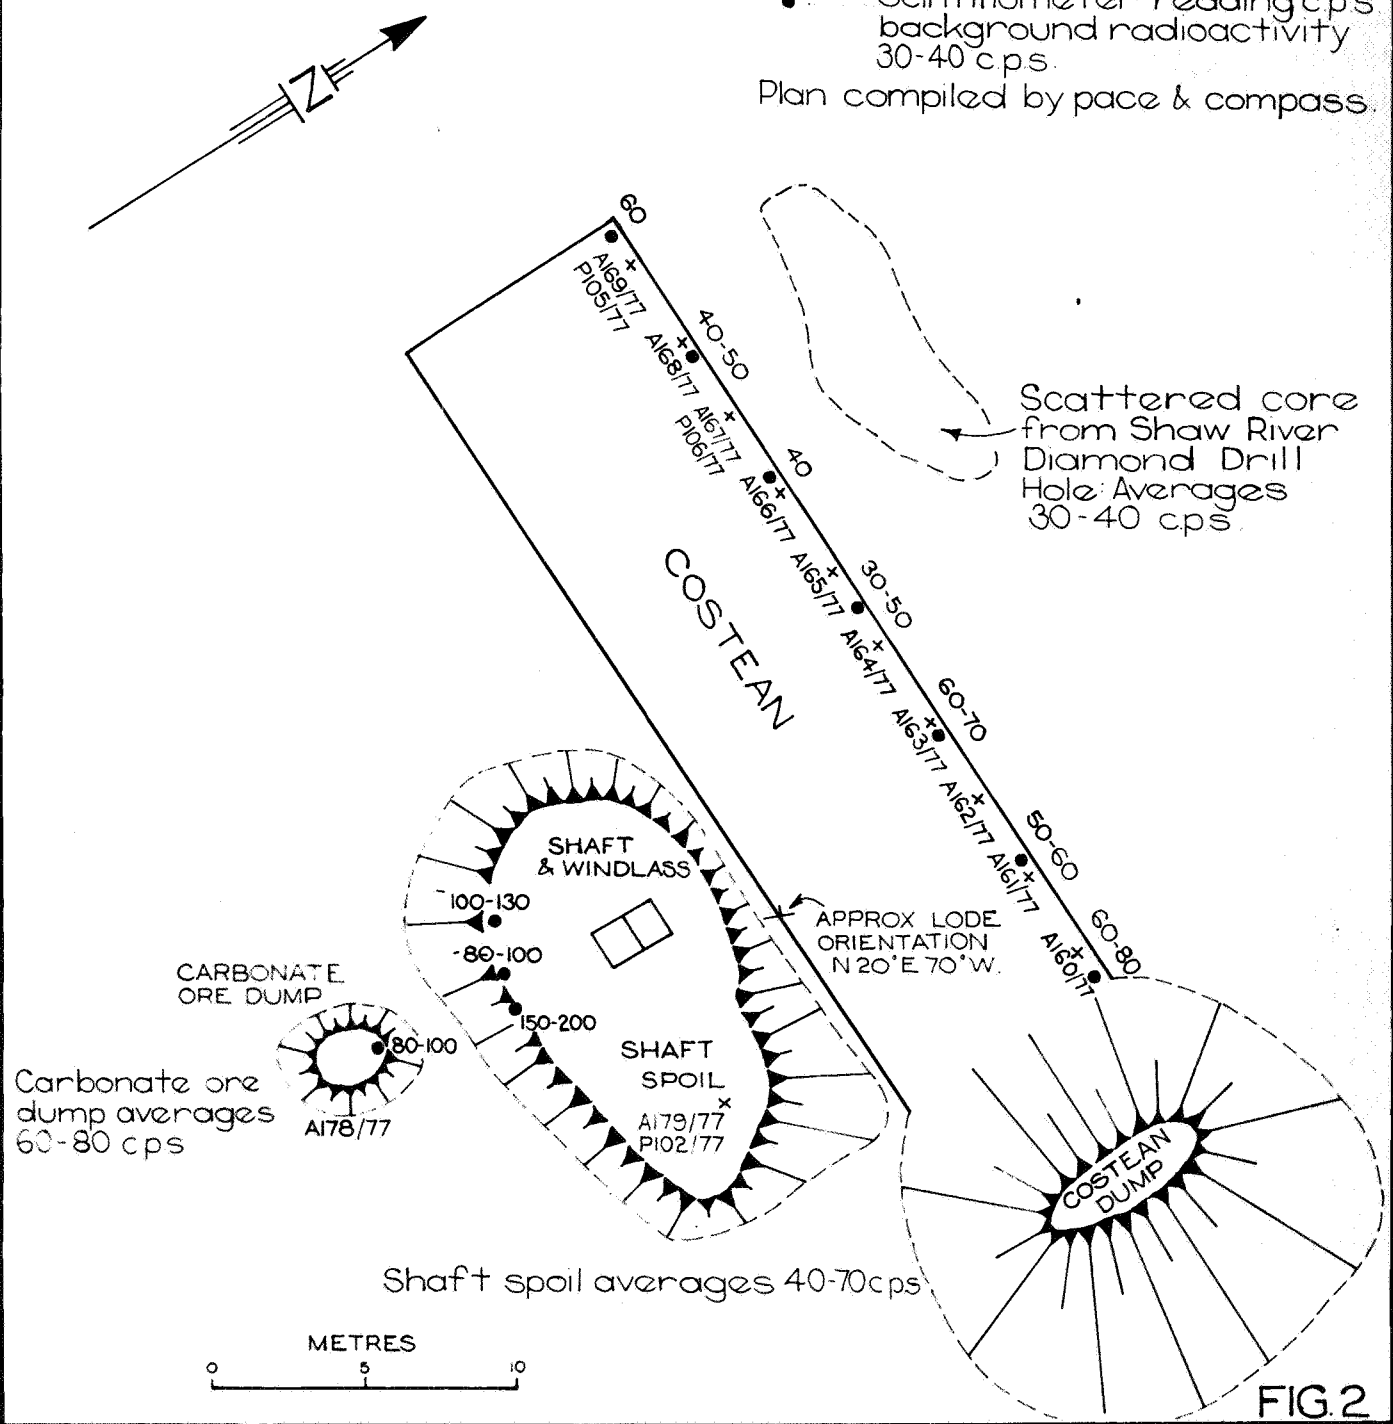 reading cps
background radioactivity
30-40 c.p.s.
Plan compiled by pace & compass.
N
60
A169/77
P105/77
40-50
A168/77
A167/77
P106/77
40
A166/77
Scattered core
from Shaw River
Diamond Drill
Hole: Averages
30-40 c.p.s.
A165/77
30-50
COSTEAN
A164/77
60-70
A163/77
A162/77
50-60
A161/77
60-80
A160/77
SHAFT
& WINDLASS
100-130
80-100
150-200
APPROX LODE
ORIENTATION
N20°E 70°W.
CARBONATE
ORE DUMP
80-100
Carbonate ore
dump averages
60-80 cps
A178/77
SHAFT
SPOIL
A179/77
P102/77
COSTEAN
DUMP
Shaft spoil averages 40-70cps
METRES
0 5 10
FIG.2